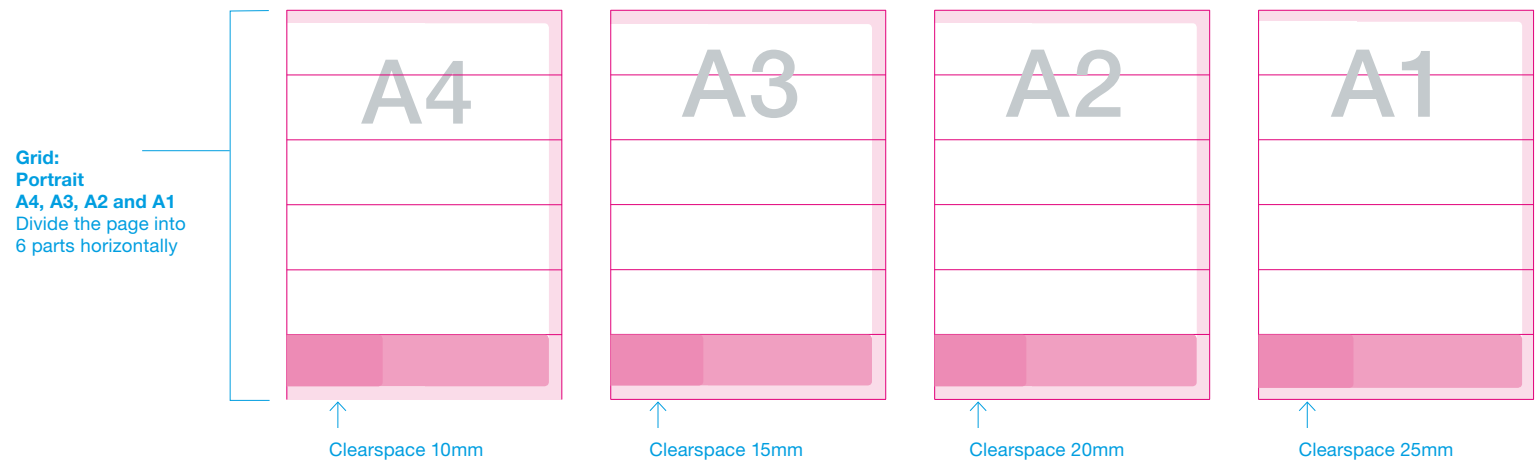 A4
A3
A2
A1
Grid:
Portrait
A4, A3, A2 and A1
Divide the page into
6 parts horizontally
Clearspace 10mm
Clearspace 15mm
Clearspace 20mm
Clearspace 25mm